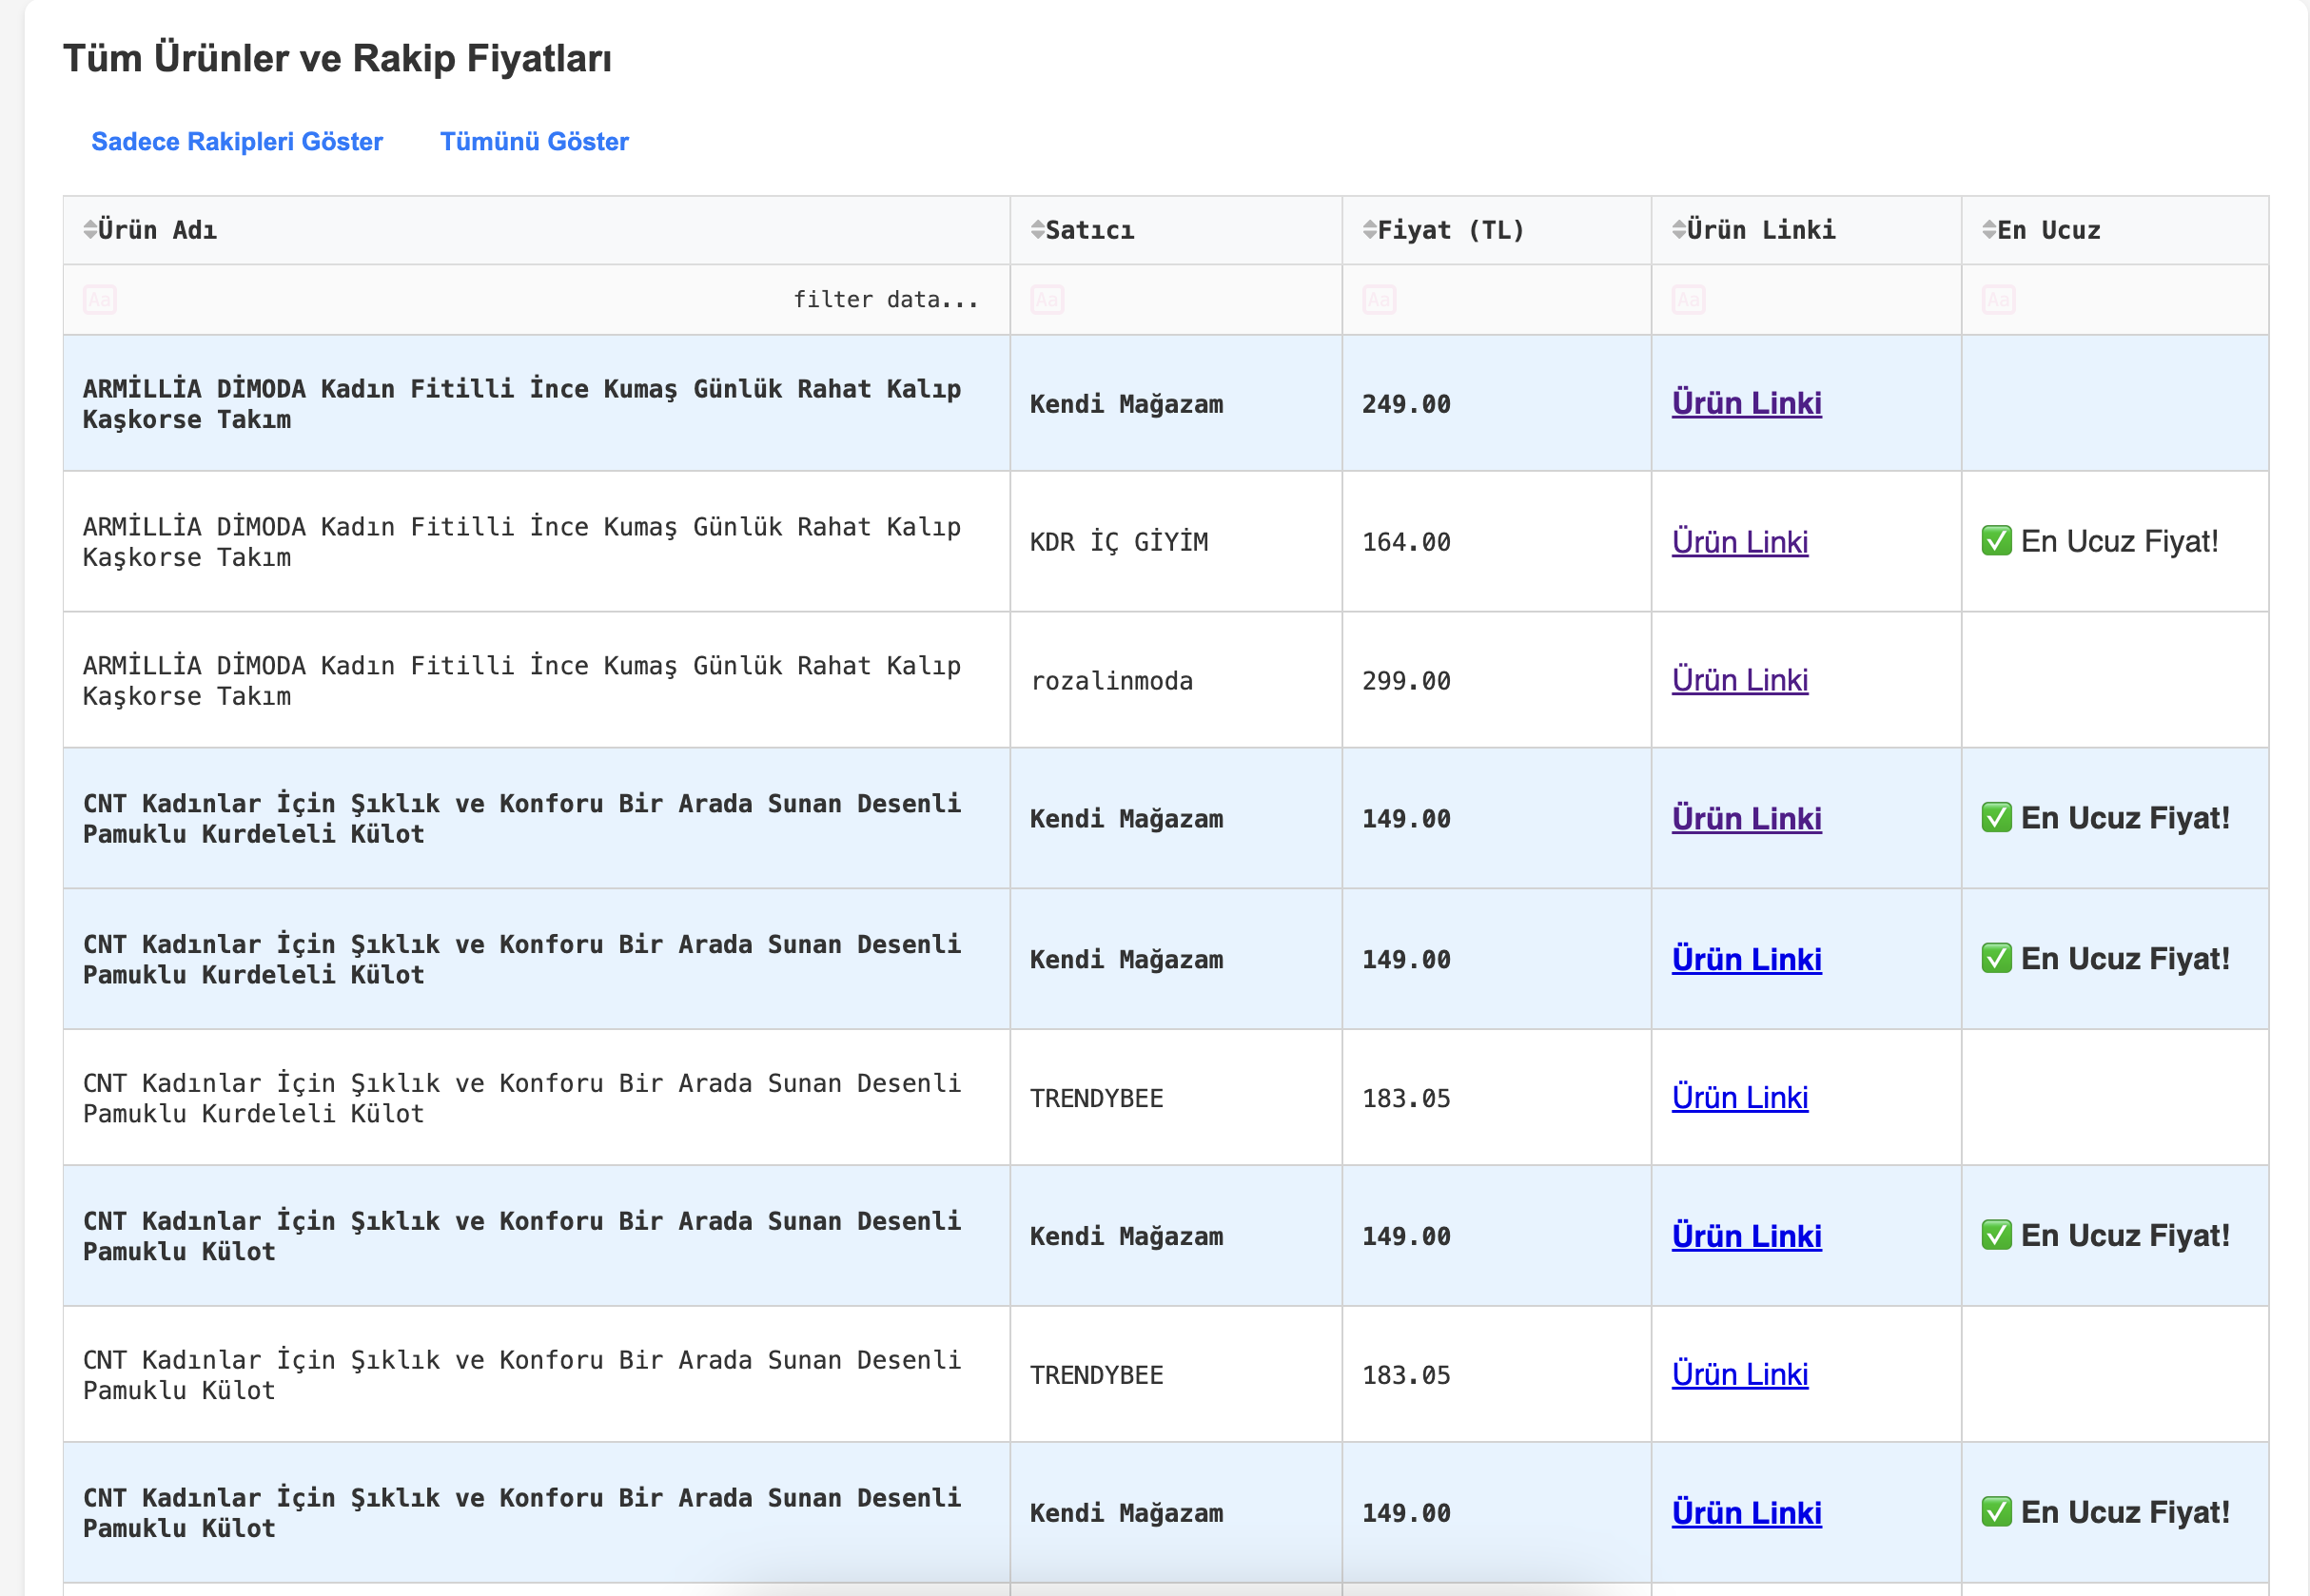 Tüm Ürünler ve Rakip Fiyatları
Sadece Rakipleri Göster Tümünü Göster
Ürün Adı Satıcı Fiyat (TL) Ürün Linki En Ucuz
Aa filter data... Aa Aa Aa Aa
ARMİLLİA DİMODA Kadın Fitilli İnce Kumaş Günlük Rahat Kalıp
Kaşkorse Takım
Kendi Mağazam 249.00 Ürün Linki
ARMİLLİA DİMODA Kadın Fitilli İnce Kumaş Günlük Rahat Kalıp
Kaşkorse Takım
KDR İÇ GİYİM 164.00 Ürün Linki ✅ En Ucuz Fiyat!
ARMİLLİA DİMODA Kadın Fitilli İnce Kumaş Günlük Rahat Kalıp
Kaşkorse Takım
rozalinmoda 299.00 Ürün Linki
CNT Kadınlar İçin Şıklık ve Konforu Bir Arada Sunan Desenli
Pamuklu Kurdeleli Külot
Kendi Mağazam 149.00 Ürün Linki ✅ En Ucuz Fiyat!
CNT Kadınlar İçin Şıklık ve Konforu Bir Arada Sunan Desenli
Pamuklu Kurdeleli Külot
Kendi Mağazam 149.00 Ürün Linki ✅ En Ucuz Fiyat!
CNT Kadınlar İçin Şıklık ve Konforu Bir Arada Sunan Desenli
Pamuklu Kurdeleli Külot
TRENDYBEE 183.05 Ürün Linki
CNT Kadınlar İçin Şıklık ve Konforu Bir Arada Sunan Desenli
Pamuklu Külot
Kendi Mağazam 149.00 Ürün Linki ✅ En Ucuz Fiyat!
CNT Kadınlar İçin Şıklık ve Konforu Bir Arada Sunan Desenli
Pamuklu Külot
TRENDYBEE 183.05 Ürün Linki
CNT Kadınlar İçin Şıklık ve Konforu Bir Arada Sunan Desenli
Pamuklu Külot
Kendi Mağazam 149.00 Ürün Linki ✅ En Ucuz Fiyat!